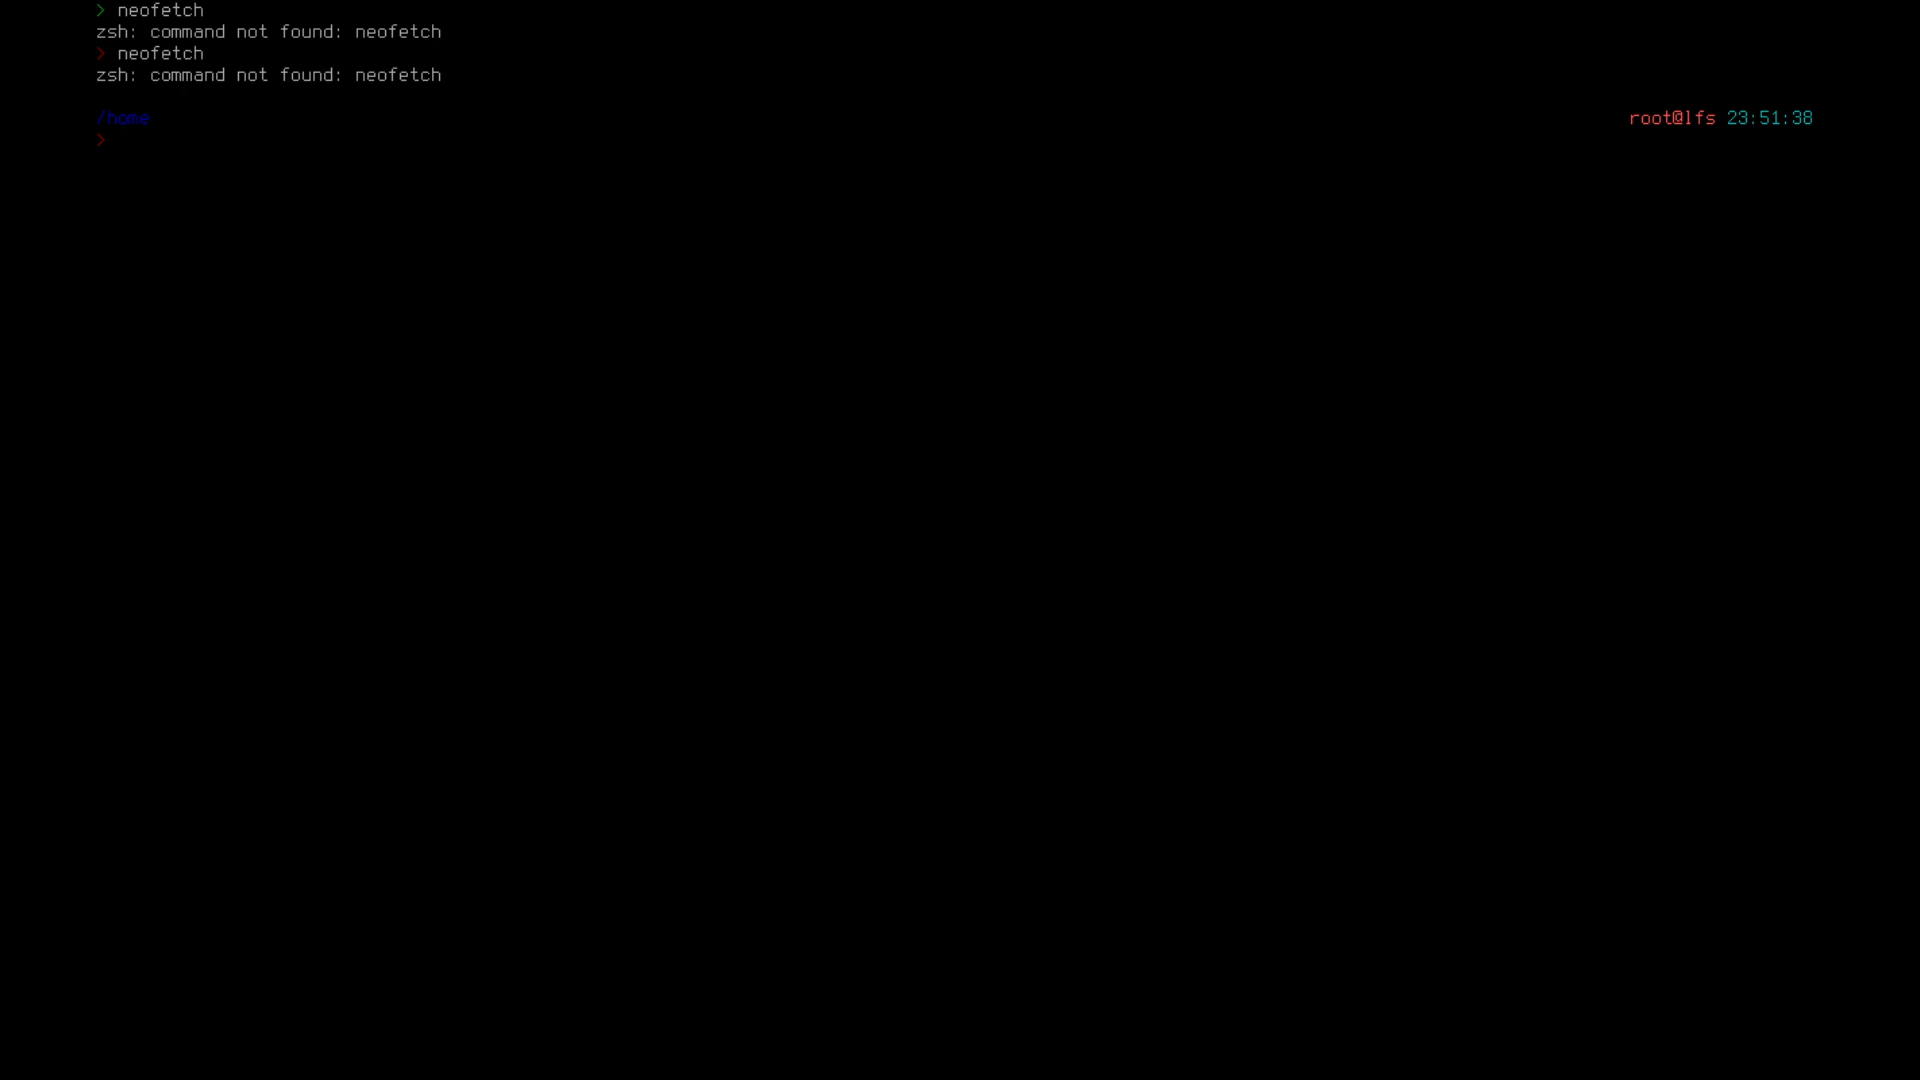 > neofetch
zsh: command not found: neofetch
> neofetch
zsh: command not found: neofetch
/home root@lfs 23:51:38
>